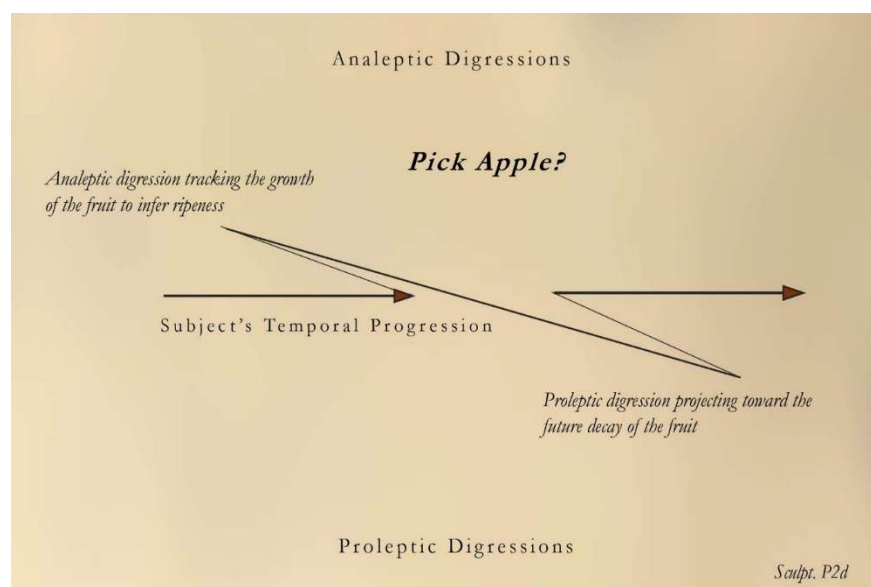 Analeptic Digressions
Pick Apple?
Analeptic digression tracking the growth
of the fruit to infer ripeness
Subject's Temporal Progression
Proleptic digression projecting toward the
future decay of the fruit
Proleptic Digressions
Sculpt. P2d